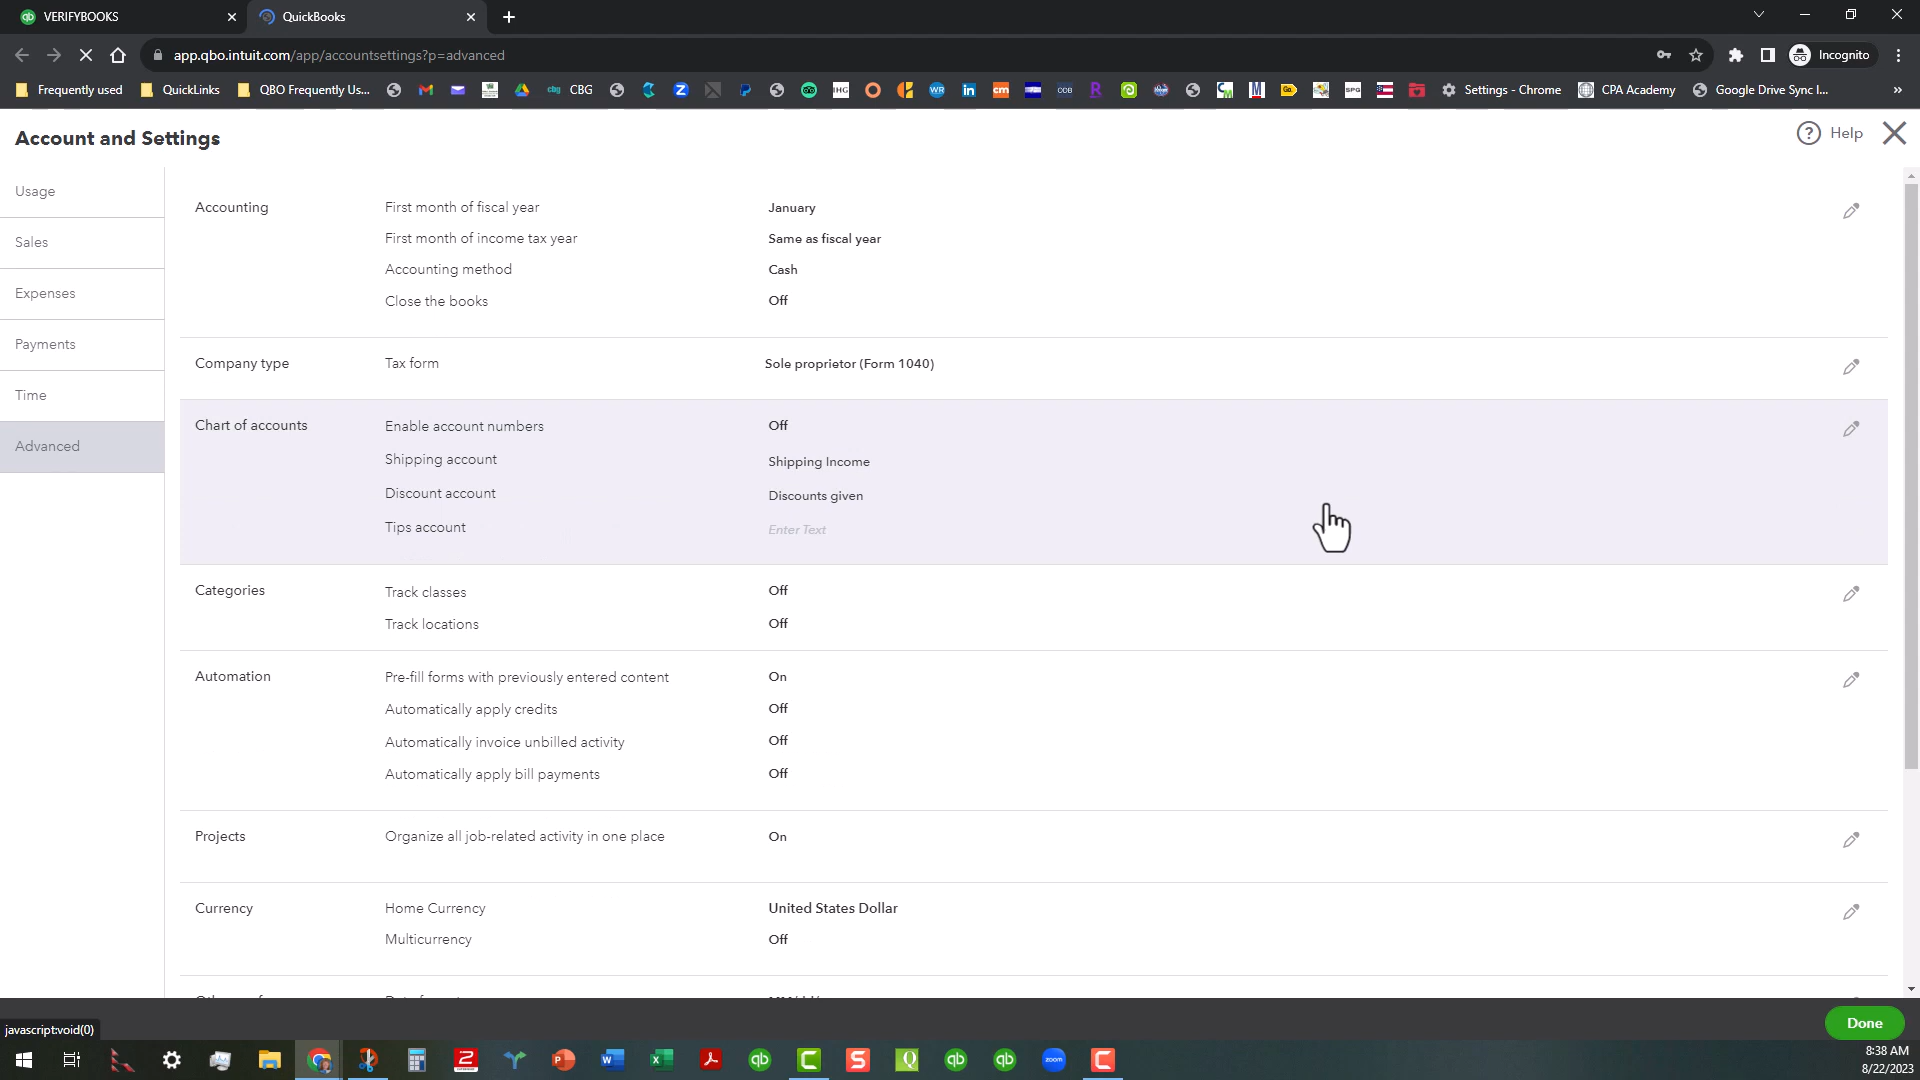 VERIFYBOOKS
QuickBooks
app.qbo.intuit.com/app/accountsettings?p=advanced
Incognito
Frequently used
QuickLinks
QBO Frequently Us...
CBG
Settings - Chrome
CPA Academy
Google Drive Sync I...
»
Account and Settings
? Help
Usage
Sales
Expenses
Payments
Time
Advanced
Accounting
First month of fiscal year January
First month of income tax year Same as fiscal year
Accounting method Cash
Close the books Off
Company type Tax form Sole proprietor (Form 1040)
Chart of accounts Enable account numbers Off
Shipping account Shipping Income
Discount account Discounts given
Tips account Enter Text
Categories Track classes Off
Track locations Off
Automation Pre-fill forms with previously entered content On
Automatically apply credits Off
Automatically invoice unbilled activity Off
Automatically apply bill payments Off
Projects Organize all job-related activity in one place On
Currency Home Currency United States Dollar
Multicurrency Off
javascript:void(0)
Done
8:38 AM
8/22/2023